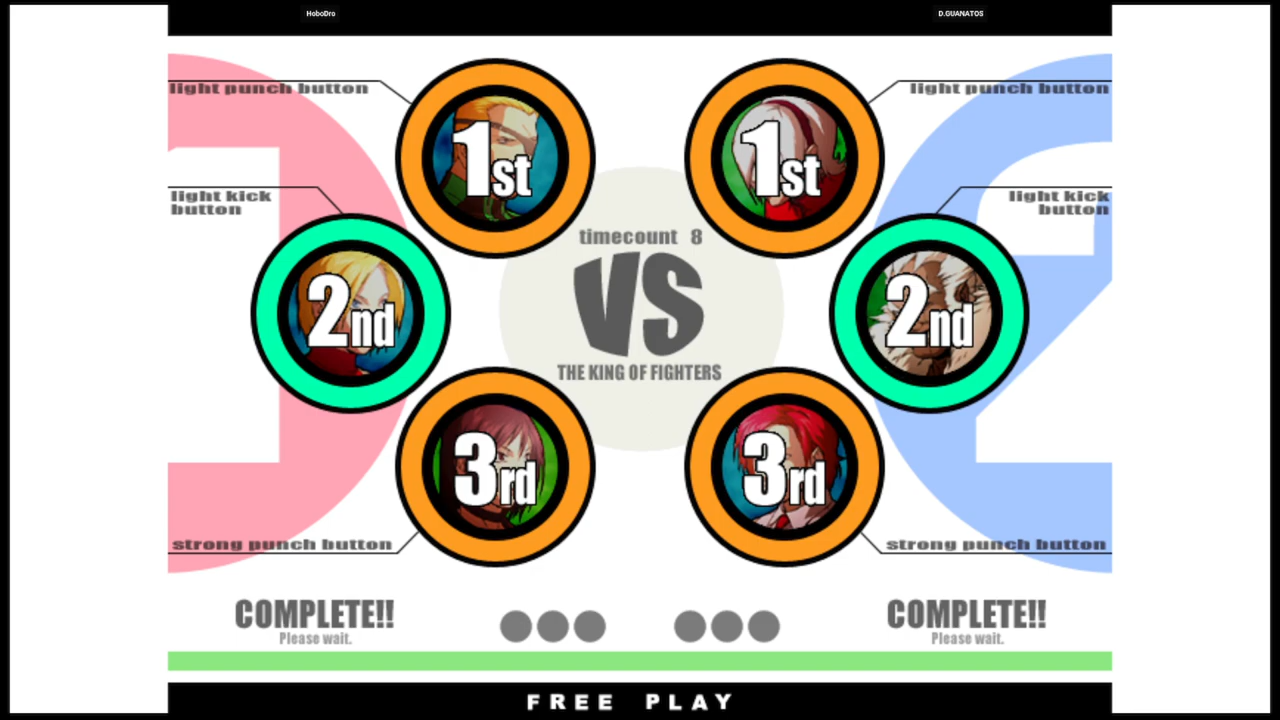 HoboDro
D.GUANATOS
light punch button
light punch button
1st
1st
light kick
button
light kick
button
timecount 8
VS
THE KING OF FIGHTERS
2nd
2nd
3rd
3rd
strong punch button
strong punch button
COMPLETE!!
Please wait.
COMPLETE!!
Please wait.
FREE PLAY